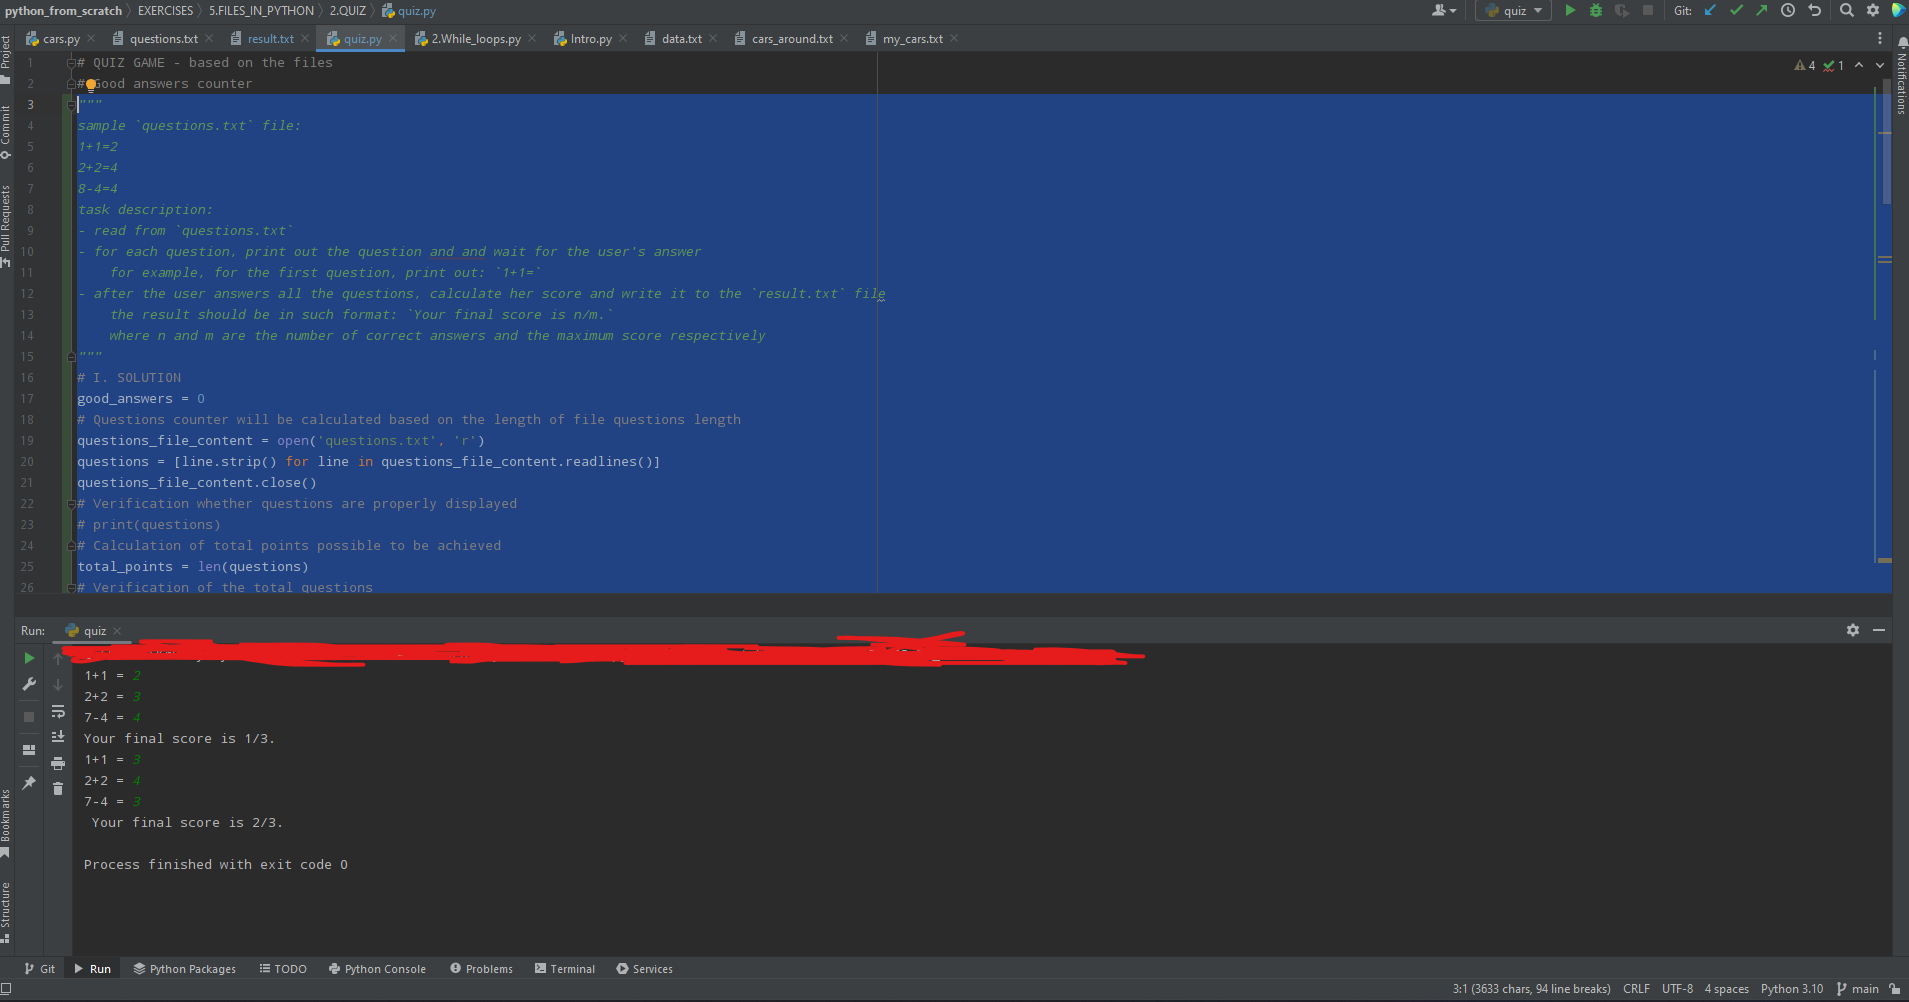 python_from_scratch EXERCISES 5.FILES_IN_PYTHON 2.QUIZ quiz.py quiz Git:
cars.py questions.txt result.txt quiz.py 2.While_loops.py Intro.py data.txt cars_around.txt my_cars.txt
Project
Commit
Pull Requests
Bookmarks
Structure
Notifications
4 1
1 # QUIZ GAME - based on the files
2 # Good answers counter
3 """
4 sample `questions.txt` file:
5 1+1=2
6 2+2=4
7 8-4=4
8 task description:
9 - read from `questions.txt`
10 - for each question, print out the question and and wait for the user's answer
11 for example, for the first question, print out: `1+1=`
12 - after the user answers all the questions, calculate her score and write it to the `result.txt` file
13 the result should be in such format: `Your final score is n/m.`
14 where n and m are the number of correct answers and the maximum score respectively
15 """
16 # I. SOLUTION
17 good_answers = 0
18 # Questions counter will be calculated based on the length of file questions length
19 questions_file_content = open('questions.txt', 'r')
20 questions = [line.strip() for line in questions_file_content.readlines()]
21 questions_file_content.close()
22 # Verification whether questions are properly displayed
23 # print(questions)
24 # Calculation of total points possible to be achieved
25 total_points = len(questions)
26 # Verification of the total questions
Run: quiz
1+1 = 2
2+2 = 3
7-4 = 4
Your final score is 1/3.
1+1 = 3
2+2 = 4
7-4 = 3
Your final score is 2/3.
Process finished with exit code 0
Git Run Python Packages TODO Python Console Problems Terminal Services
3:1 (3633 chars, 94 line breaks) CRLF UTF-8 4 spaces Python 3.10 main